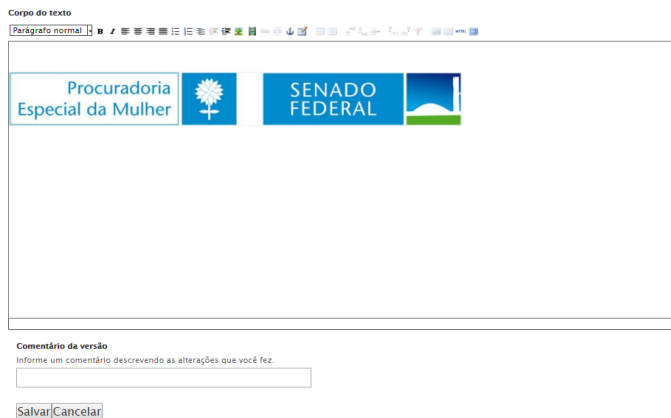 Corpo do texto
Parágrafo normal B I HTML
Procuradoria
Especial da Mulher
SENADO
FEDERAL
Comentário da versão
Informe um comentário descrevendo as alterações que você fez.
Salvar Cancelar